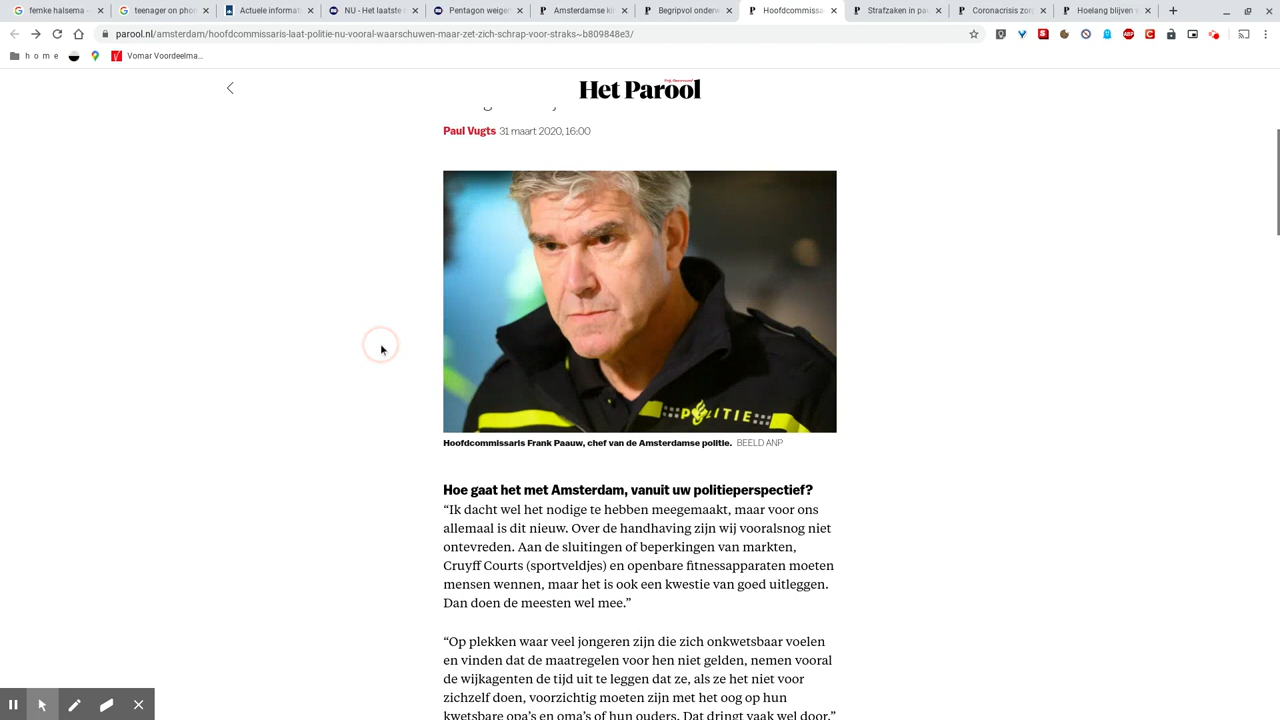 femke halsema -
teenager on phon
Actuele informat
NU - Het laatste n
Pentagon weiger
Amsterdamse ki
Begripvol onderw
Hoofdcommissa
Strafzaken in pa
Coronacrisis zorg
Hoelang blijven
parool.nl/amsterdam/hoofdcommissaris-laat-politie-nu-vooral-waarschuwen-maar-zet-zich-schrap-voor-straks~b809848e3/
h o m e
Vomar Voordeelma...
Het Parool
Paul Vugts 31 maart 2020, 16:00
POLITIE
Hoofdcommissaris Frank Paauw, chef van de Amsterdamse politie. BEELD ANP
Hoe gaat het met Amsterdam, vanuit uw politieperspectief?
“Ik dacht wel het nodige te hebben meegemaakt, maar voor ons
allemaal is dit nieuw. Over de handhaving zijn wij vooralsnog niet
ontevreden. Aan de sluitingen of beperkingen van markten,
Cruyff Courts (sportveldjes) en openbare fitnessapparaten moeten
mensen wennen, maar het is ook een kwestie van goed uitleggen.
Dan doen de meesten wel mee.”
“Op plekken waar veel jongeren zijn die zich onkwetsbaar voelen
en vinden dat de maatregelen voor hen niet gelden, nemen vooral
de wijkagenten de tijd uit te leggen dat ze, als ze het niet voor
zichzelf doen, voorzichtig moeten zijn met het oog op hun
kwetsbare opa’s en oma’s of hun ouders. Dat dringt vaak wel door.”